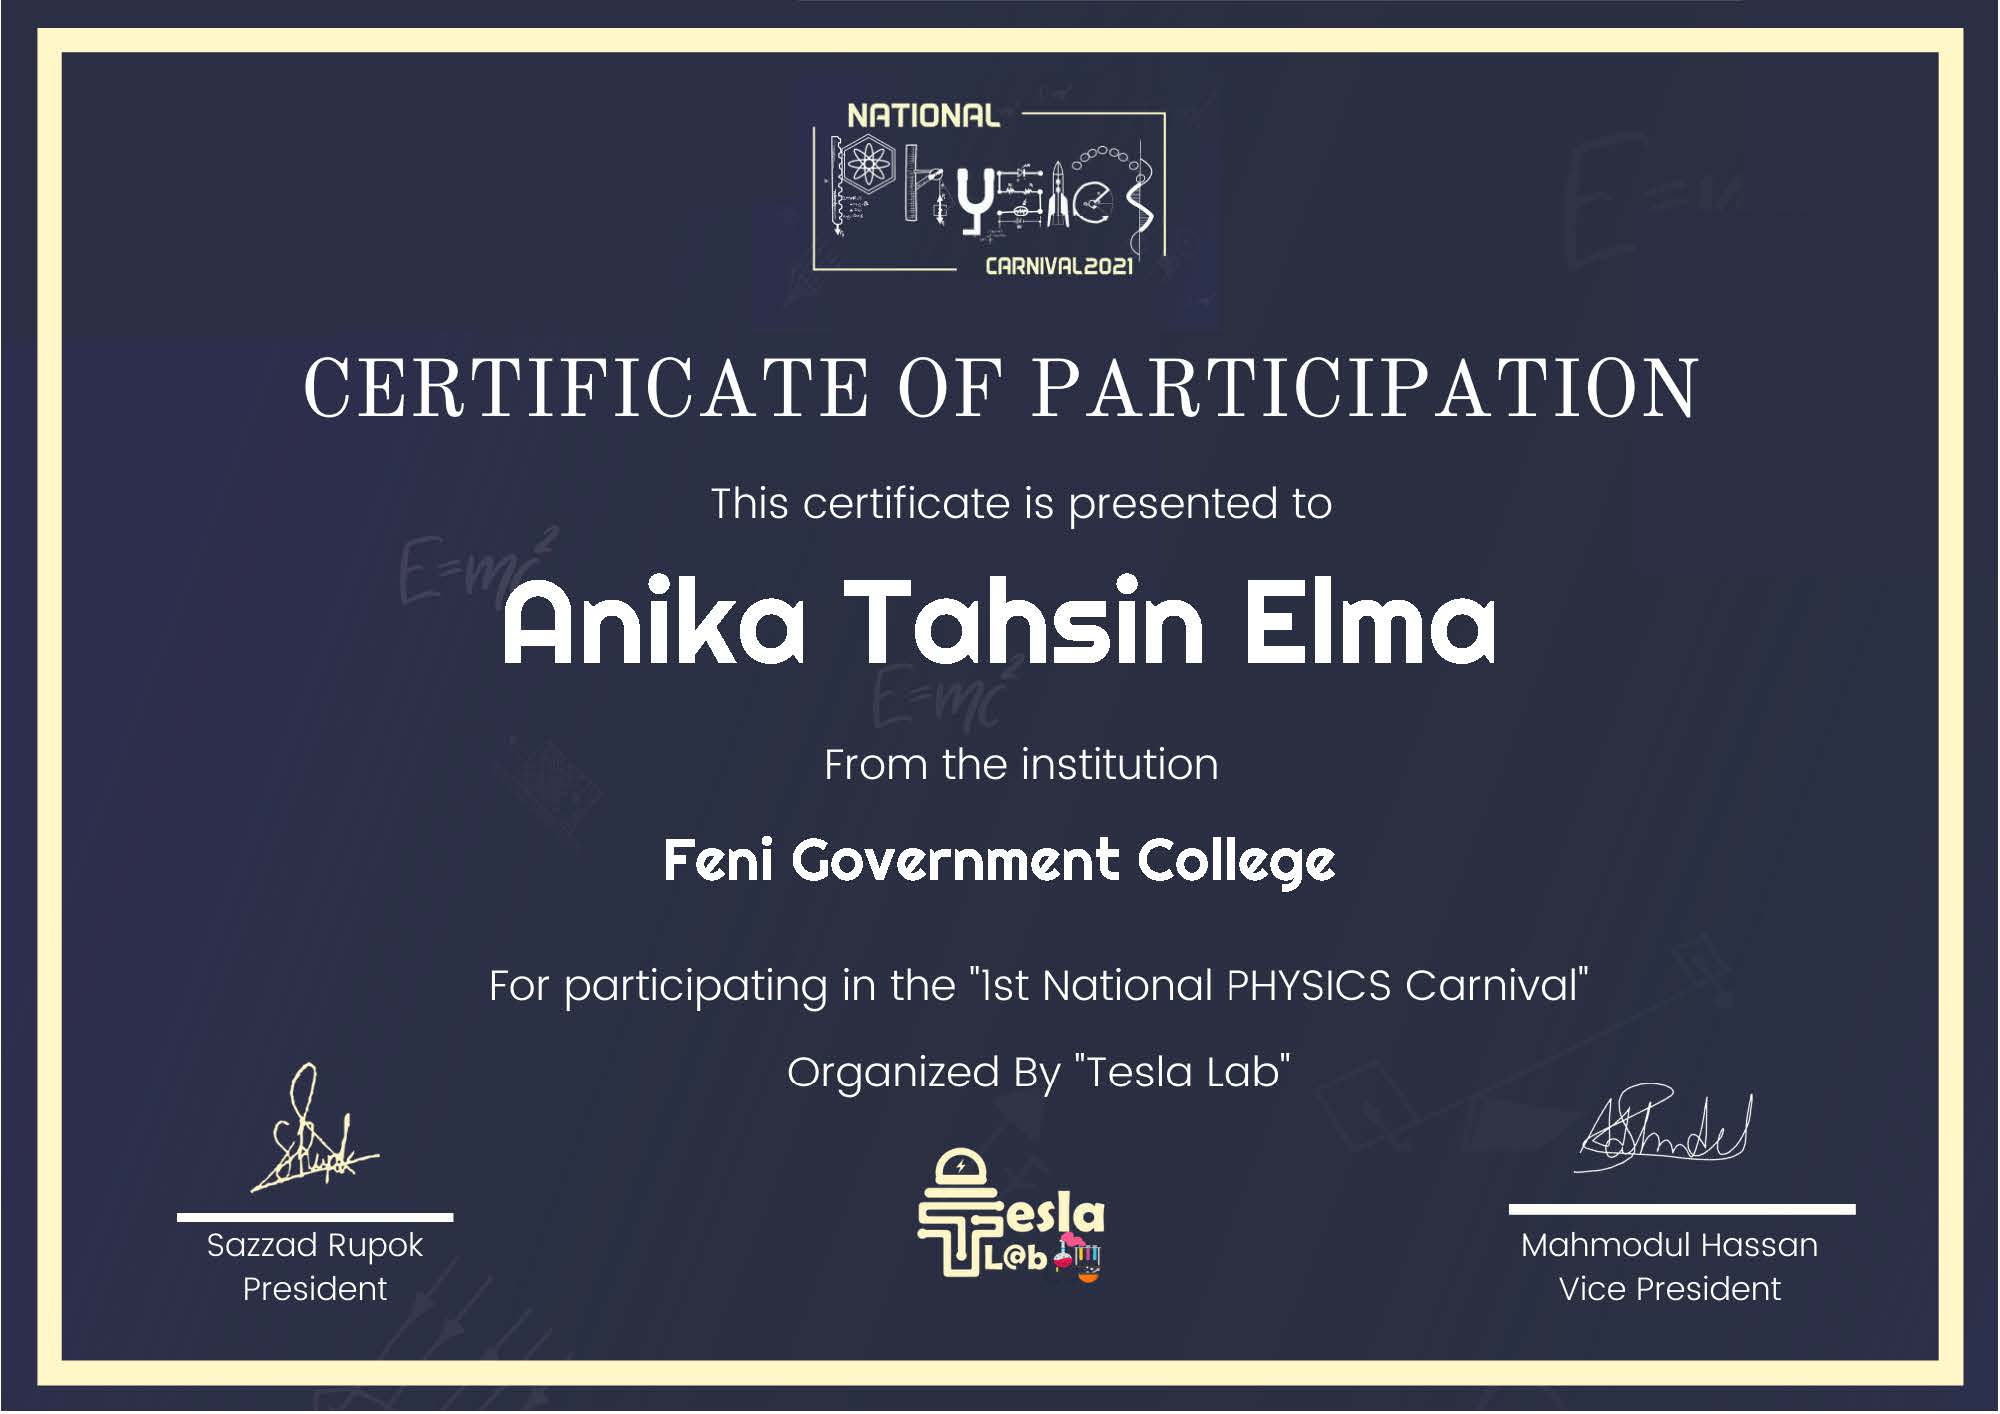 NATIONAL
Physics
CARNIVAL2021
CERTIFICATE OF PARTICIPATION
This certificate is presented to
E=mc²
Anika Tahsin Elma
E=mc²
From the institution
Feni Government College
For participating in the "1st National PHYSICS Carnival"
Organized By "Tesla Lab"
Tesla
L@b
Sazzad Rupok
President
Mahmodul Hassan
Vice President